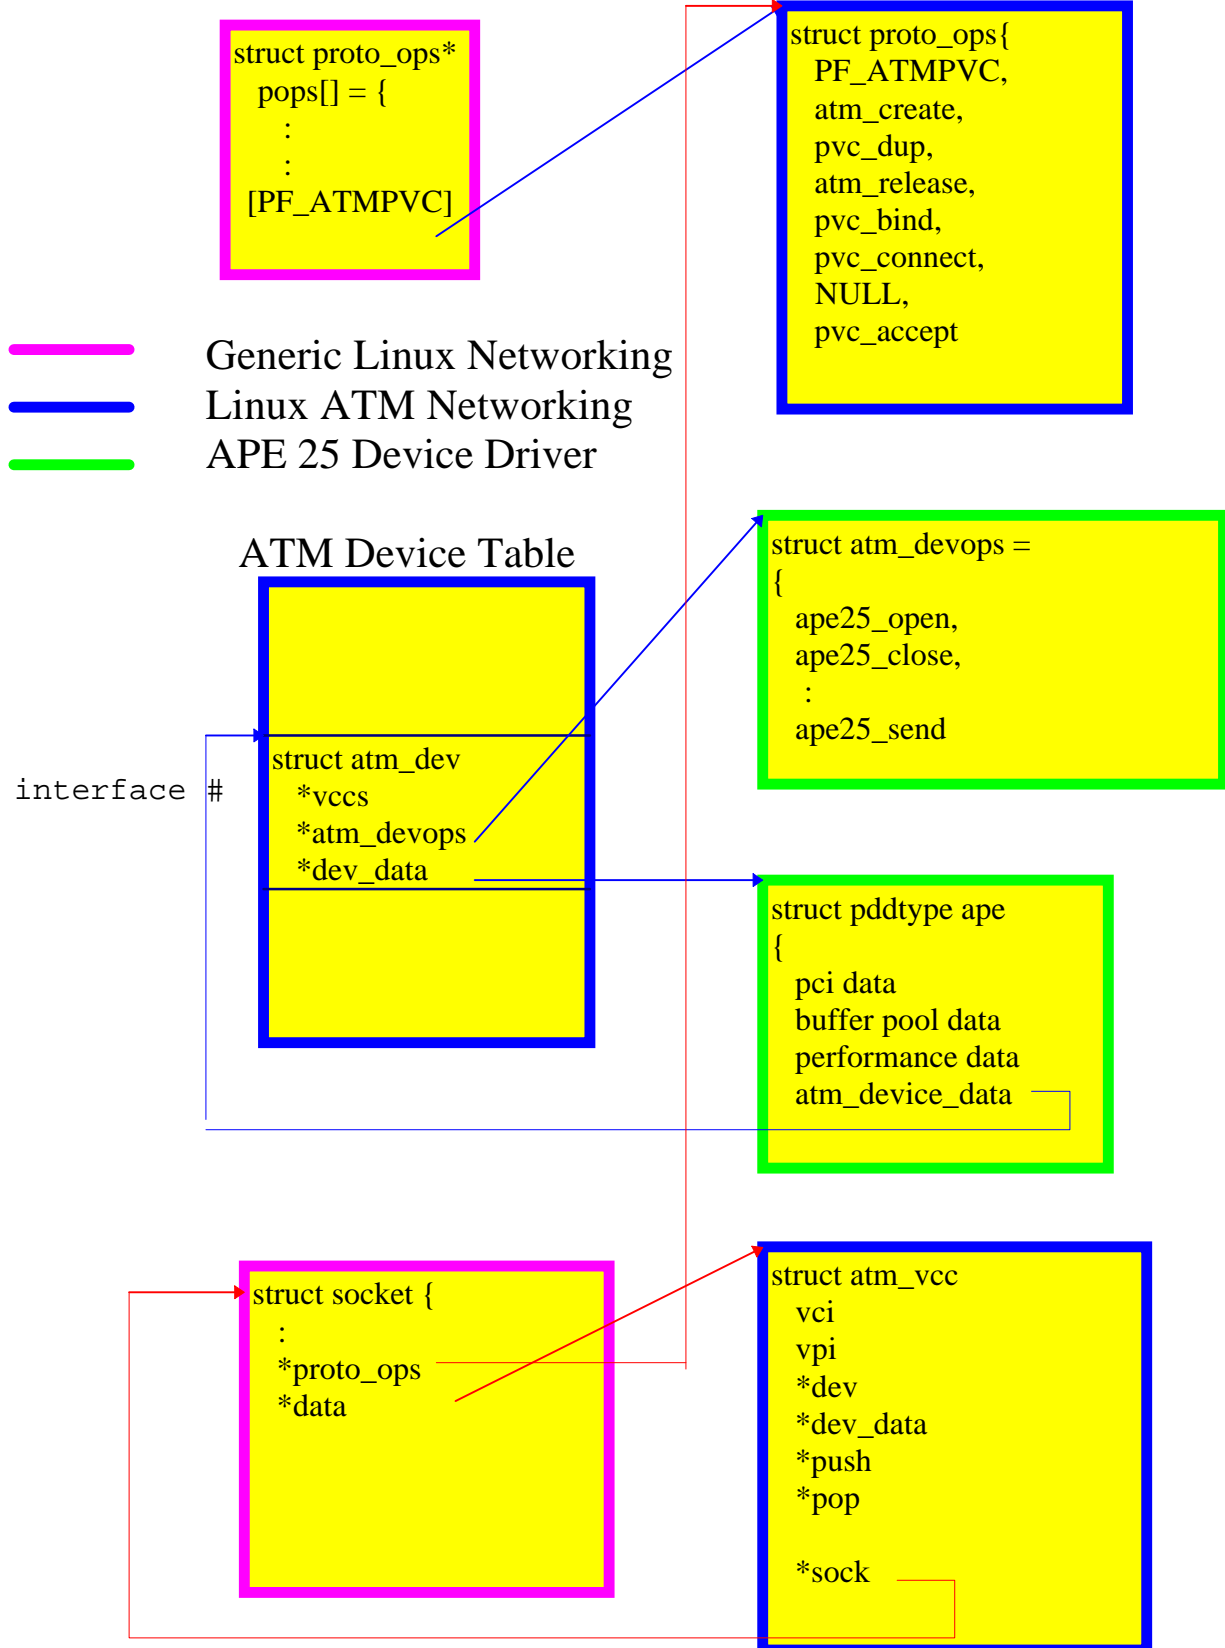 struct proto_ops*
pops[] = {
:
:
[PF_ATMPVC]
struct proto_ops{
PF_ATMPVC,
atm_create,
pvc_dup,
atm_release,
pvc_bind,
pvc_connect,
NULL,
pvc_accept
Generic Linux Networking
Linux ATM Networking
APE 25 Device Driver
ATM Device Table
interface #
struct atm_dev
*vccs
*atm_devops
*dev_data
struct atm_devops =
{
ape25_open,
ape25_close,
:
ape25_send
struct pddtype ape
{
pci data
buffer pool data
performance data
atm_device_data
struct socket {
:
*proto_ops
*data
struct atm_vcc
vci
vpi
*dev
*dev_data
*push
*pop
*sock